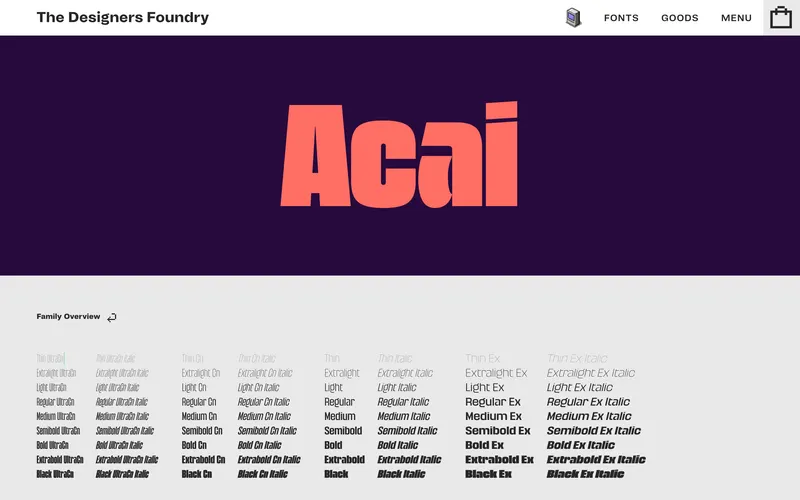 The Designers Foundry
FONTS GOODS MENU
Acai
Family Overview
Thin UltraCn Thin UltraCn Italic Thin Cn Thin Cn Italic Thin Thin Italic Thin Ex Thin Ex Italic
Extralight UltraCn Extralight UltraCn Italic Extralight Cn Extralight Cn Italic Extralight Extralight Italic Extralight Ex Extralight Ex Italic
Light UltraCn Light UltraCn Italic Light Cn Light Cn Italic Light Light Italic Light Ex Light Ex Italic
Regular UltraCn Regular UltraCn Italic Regular Cn Regular Cn Italic Regular Regular Italic Regular Ex Regular Ex Italic
Medium UltraCn Medium UltraCn Italic Medium Cn Medium Cn Italic Medium Medium Italic Medium Ex Medium Ex Italic
Semibold UltraCn Semibold UltraCn Italic Semibold Cn Semibold Cn Italic Semibold Semibold Italic Semibold Ex Semibold Ex Italic
Bold UltraCn Bold UltraCn Italic Bold Cn Bold Cn Italic Bold Bold Italic Bold Ex Bold Ex Italic
Extrabold UltraCn Extrabold UltraCn Italic Extrabold Cn Extrabold Cn Italic Extrabold Extrabold Italic Extrabold Ex Extrabold Ex Italic
Black UltraCn Black UltraCn Italic Black Cn Black Cn Italic Black Black Italic Black Ex Black Ex Italic